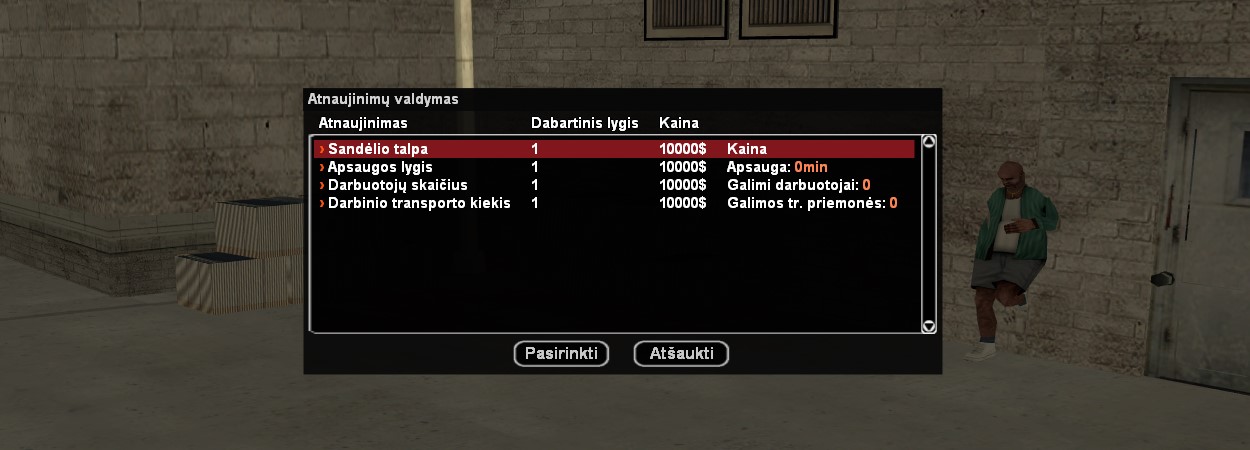 Atnaujinimų valdymas
Atnaujinimas Dabartinis lygis Kaina
› Sandėlio talpa 1 10000$ Kaina
› Apsaugos lygis 1 10000$ Apsauga: 0min
› Darbuotojų skaičius 1 10000$ Galimi darbuotojai: 0
› Darbinio transporto kiekis 1 10000$ Galimos tr. priemonės: 0
Pasirinkti Atšaukti